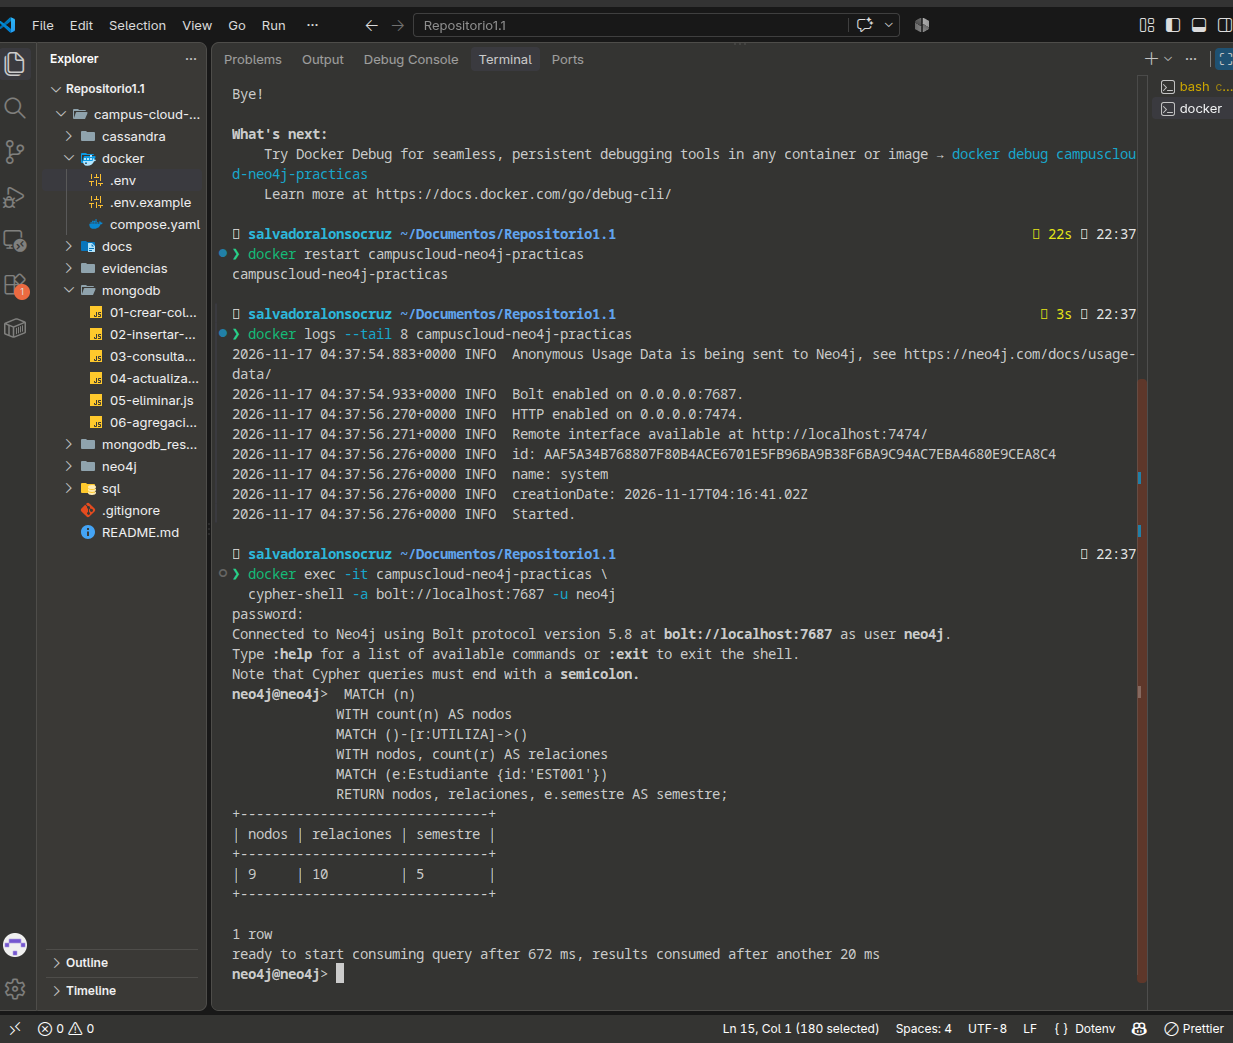 File Edit Selection View Go Run ··· Repositorio1.1
Explorer ···
Repositorio1.1
campus-cloud-...
cassandra
docker
.env
.env.example
compose.yaml
docs
evidencias
mongodb
01-crear-col...
02-insertar-...
03-consulta...
04-actualiza...
05-eliminar.js
06-agregaci...
mongodb_res...
neo4j
sql
.gitignore
README.md
Outline
Timeline
Problems Output Debug Console Terminal Ports
bash c...
docker
Bye!
What's next:
Try Docker Debug for seamless, persistent debugging tools in any container or image → docker debug campusclou
d-neo4j-practicas
Learn more at https://docs.docker.com/go/debug-cli/
salvadoralonsocruz ~/Documentos/Repositorio1.1 22s 22:37
❯ docker restart campuscloud-neo4j-practicas
campuscloud-neo4j-practicas
salvadoralonsocruz ~/Documentos/Repositorio1.1 3s 22:37
❯ docker logs --tail 8 campuscloud-neo4j-practicas
2026-11-17 04:37:54.883+0000 INFO  Anonymous Usage Data is being sent to Neo4j, see https://neo4j.com/docs/usage-
data/
2026-11-17 04:37:54.933+0000 INFO  Bolt enabled on 0.0.0.0:7687.
2026-11-17 04:37:56.270+0000 INFO  HTTP enabled on 0.0.0.0:7474.
2026-11-17 04:37:56.271+0000 INFO  Remote interface available at http://localhost:7474/
2026-11-17 04:37:56.276+0000 INFO  id: AAF5A34B768807F80B4ACE6701E5FB96BA9B38F6BA9C94AC7EBA4680E9CEA8C4
2026-11-17 04:37:56.276+0000 INFO  name: system
2026-11-17 04:37:56.276+0000 INFO  creationDate: 2026-11-17T04:16:41.02Z
2026-11-17 04:37:56.276+0000 INFO  Started.
salvadoralonsocruz ~/Documentos/Repositorio1.1 22:37
❯ docker exec -it campuscloud-neo4j-practicas \
cypher-shell -a bolt://localhost:7687 -u neo4j
password:
Connected to Neo4j using Bolt protocol version 5.8 at bolt://localhost:7687 as user neo4j.
Type :help for a list of available commands or :exit to exit the shell.
Note that Cypher queries must end with a semicolon.
neo4j@neo4j>  MATCH (n)
WITH count(n) AS nodos
MATCH ()-[r:UTILIZA]->()
WITH nodos, count(r) AS relaciones
MATCH (e:Estudiante {id:'EST001'})
RETURN nodos, relaciones, e.semestre AS semestre;
+-------------------------------+
| nodos | relaciones | semestre |
+-------------------------------+
| 9     | 10         | 5        |
+-------------------------------+
1 row
ready to start consuming query after 672 ms, results consumed after another 20 ms
neo4j@neo4j>
0 0 Ln 15, Col 1 (180 selected) Spaces: 4 UTF-8 LF { } Dotenv Prettier